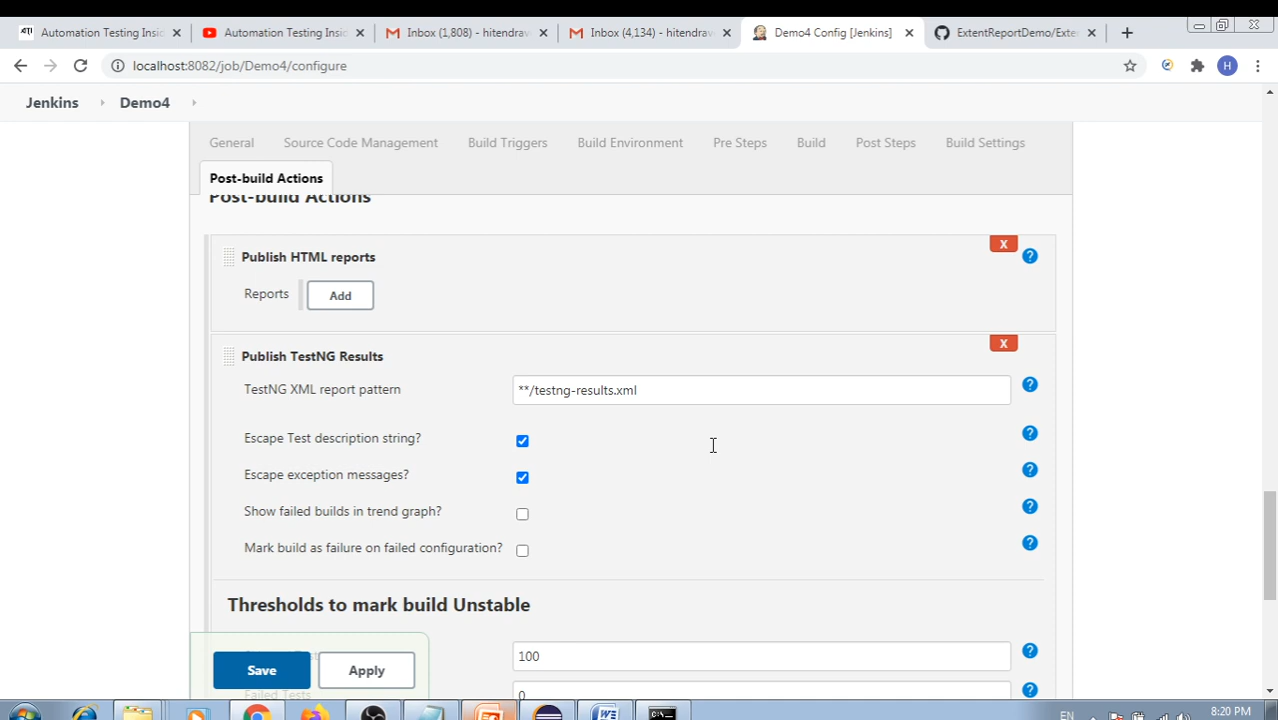 Automation Testing Insi
Automation Testing Insi
Inbox (1,808) - hitendrav
Inbox (4,134) - hitendrav
Demo4 Config [Jenkins]
ExtentReportDemo/Exte
localhost:8082/job/Demo4/configure
H
Jenkins
Demo4
General
Source Code Management
Build Triggers
Build Environment
Pre Steps
Build
Post Steps
Build Settings
Post-build Actions
Post-build Actions
Publish HTML reports
X
?
Reports
Add
Publish TestNG Results
X
TestNG XML report pattern
**/testng-results.xml
?
Escape Test description string?
?
Escape exception messages?
?
Show failed builds in trend graph?
?
Mark build as failure on failed configuration?
?
Thresholds to mark build Unstable
100
?
Save
Apply
Failed Tests
0
?
EN
8:20 PM